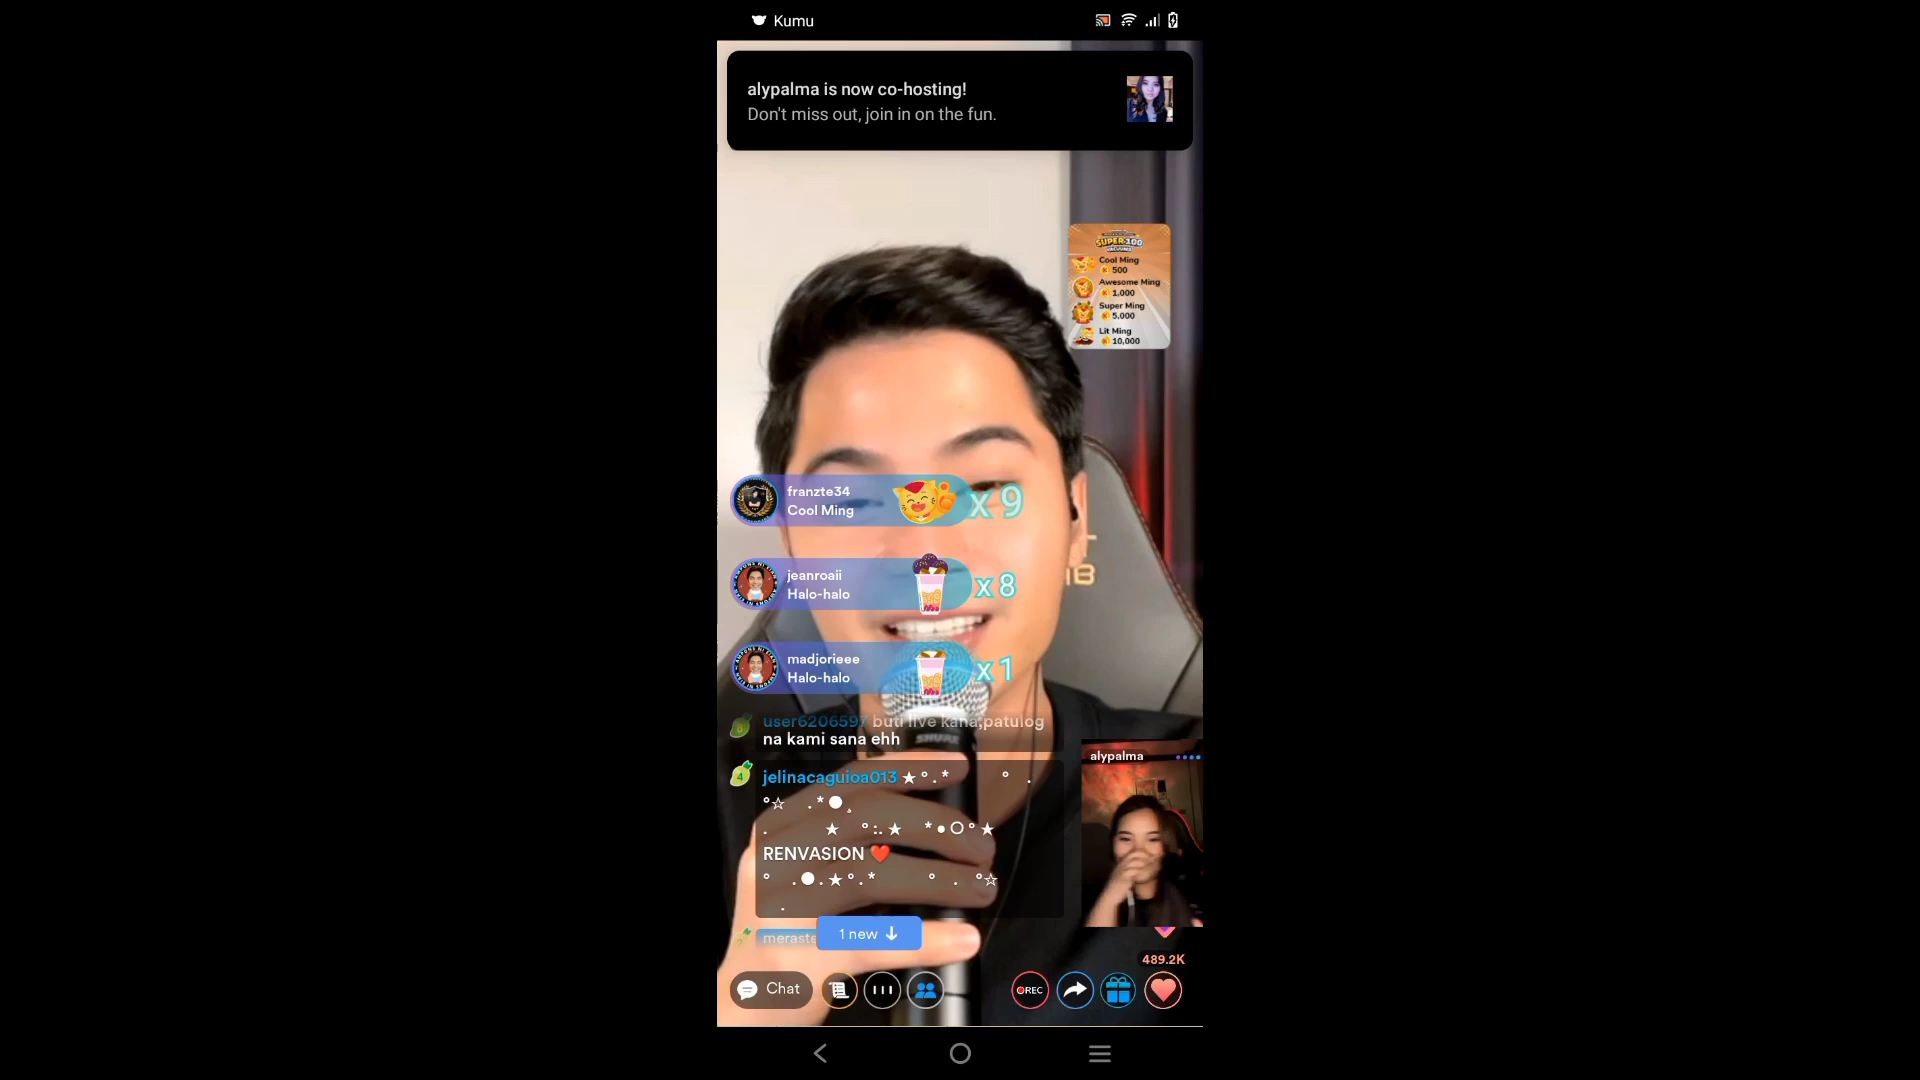 Kumu
alypalma is now co-hosting!
Don't miss out, join in on the fun.
SUPER 100
Cool Ming
500
Awesome Ming
1,000
Super Ming
5,000
Lit Ming
10,000
franzte34
Cool Ming
x 9
jeanroaii
Halo-halo
x 8
madjorieee
Halo-halo
x 1
user6206597 buti live kana,patulog
na kami sana ehh
SHURE
4
jelinacaguioa013 ★ ° . * ° .
°☆ . * ● ¸
. ★ ° :. ★ * • ○ ° ★
RENVASION ❤️
° . ● . ★ ° . * ° . °☆
.
alypalma
meraste
1 new ↓
489.2K
Chat
REC